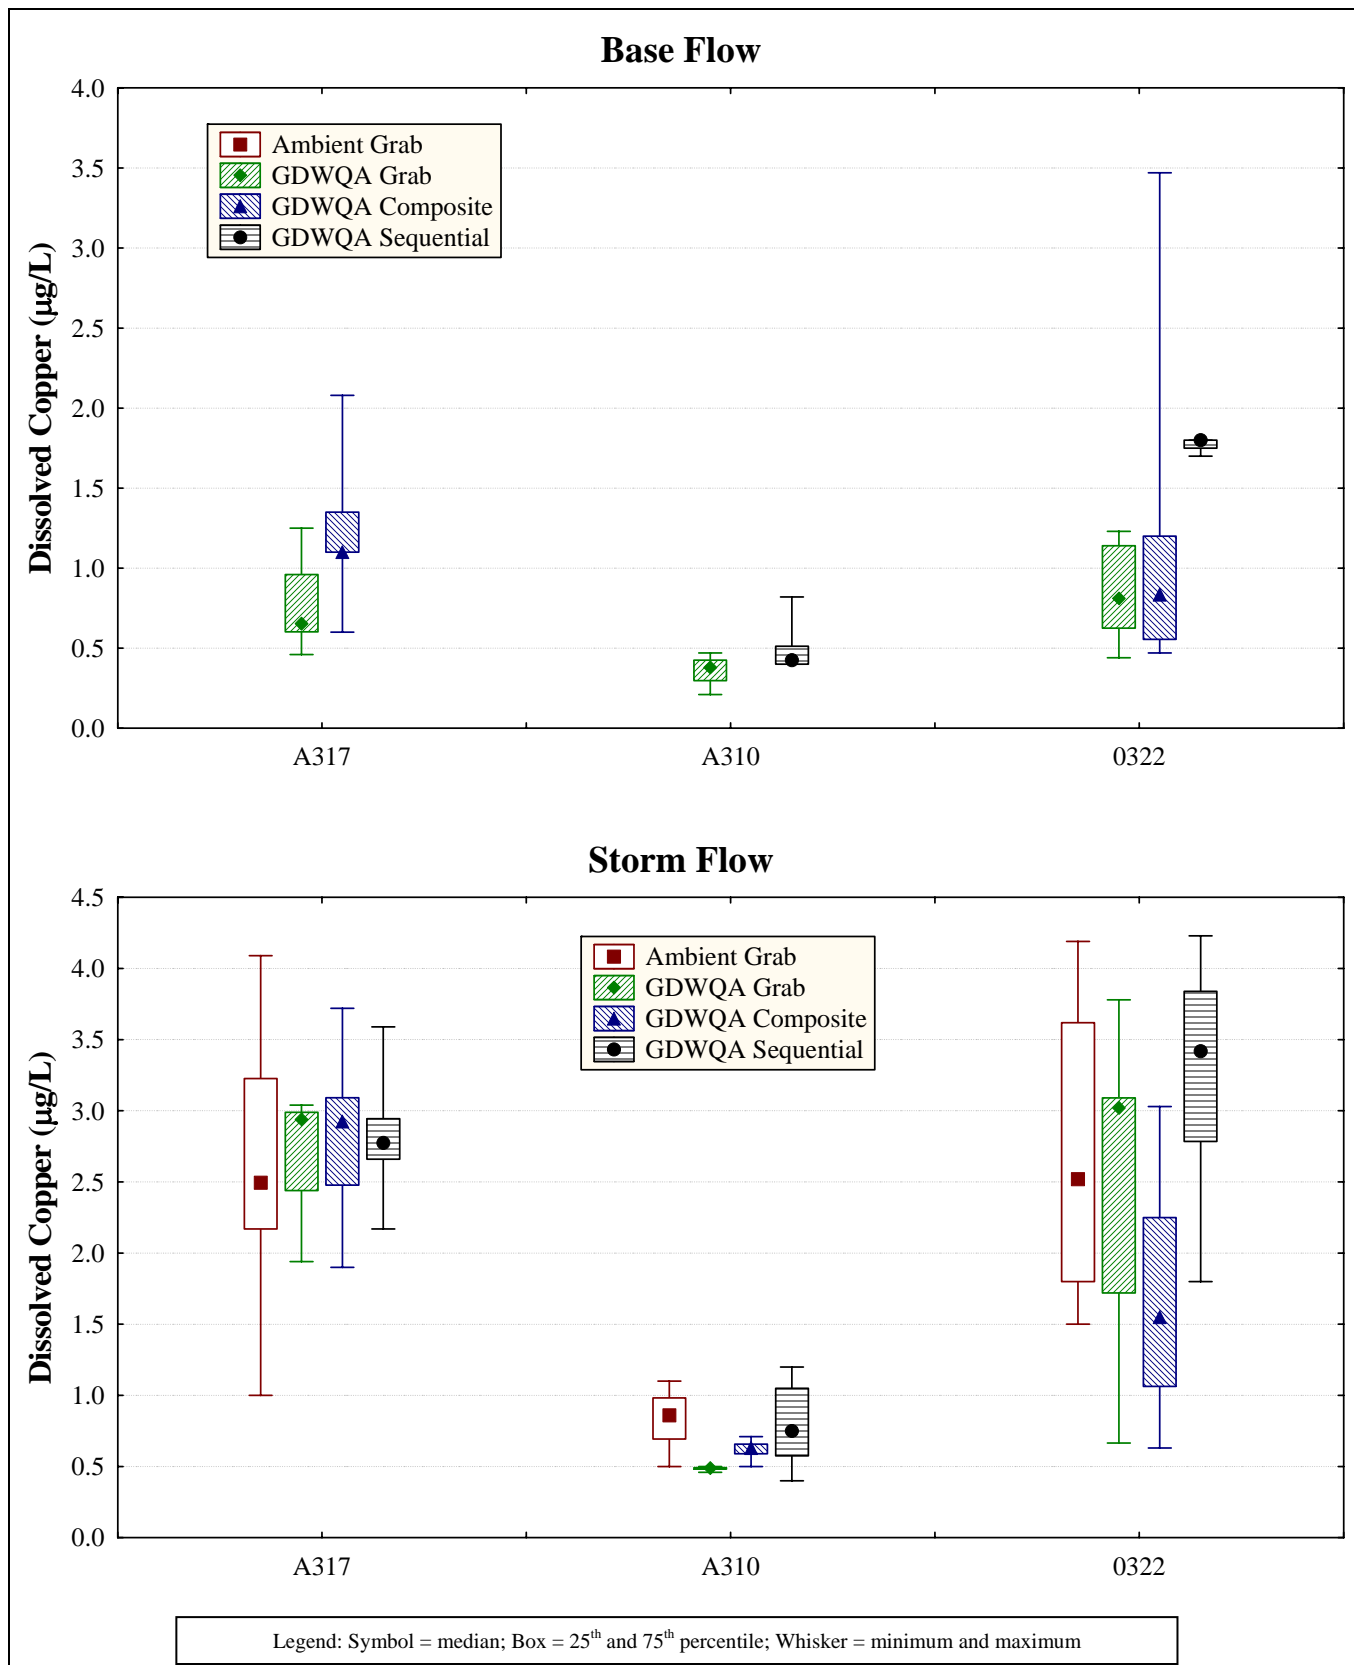 Base Flow
4.0
3.5
3.0
2.5
2.0
1.5
1.0
0.5
0.0
Dissolved Copper (µg/L)
Ambient Grab
GDWQA Grab
GDWQA Composite
GDWQA Sequential
A317 A310 0322
Storm Flow
4.5
4.0
3.5
3.0
2.5
2.0
1.5
1.0
0.5
0.0
Dissolved Copper (µg/L)
Ambient Grab
GDWQA Grab
GDWQA Composite
GDWQA Sequential
A317 A310 0322
Legend: Symbol = median; Box = 25th and 75th percentile; Whisker = minimum and maximum